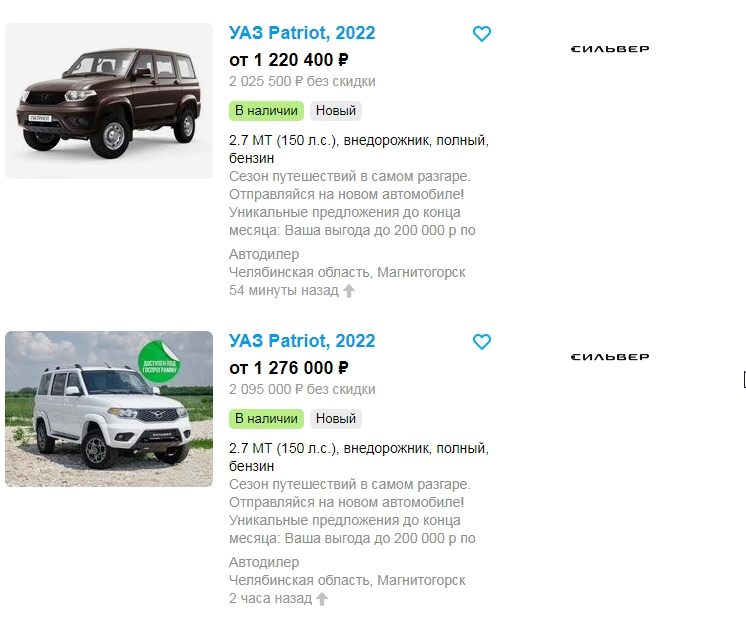 УАЗ Patriot, 2022
от 1 220 400 ₽
2 025 500 ₽ без скидки
В наличии Новый
2.7 MT (150 л.с.), внедорожник, полный,
бензин
Сезон путешествий в самом разгаре.
Отправляйся на новом автомобиле!
Уникальные предложения до конца
месяца: Ваша выгода до 200 000 р по
Автодилер
Челябинская область, Магнитогорск
54 минуты назад
СИЛЬВЕР
ПАТРИОТ
УАЗ Patriot, 2022
от 1 276 000 ₽
2 095 000 ₽ без скидки
В наличии Новый
2.7 MT (150 л.с.), внедорожник, полный,
бензин
Сезон путешествий в самом разгаре.
Отправляйся на новом автомобиле!
Уникальные предложения до конца
месяца: Ваша выгода до 200 000 р по
Автодилер
Челябинская область, Магнитогорск
2 часа назад
СИЛЬВЕР
ДОСТУПЕН ПОД
ГОСПРОГРАММУ